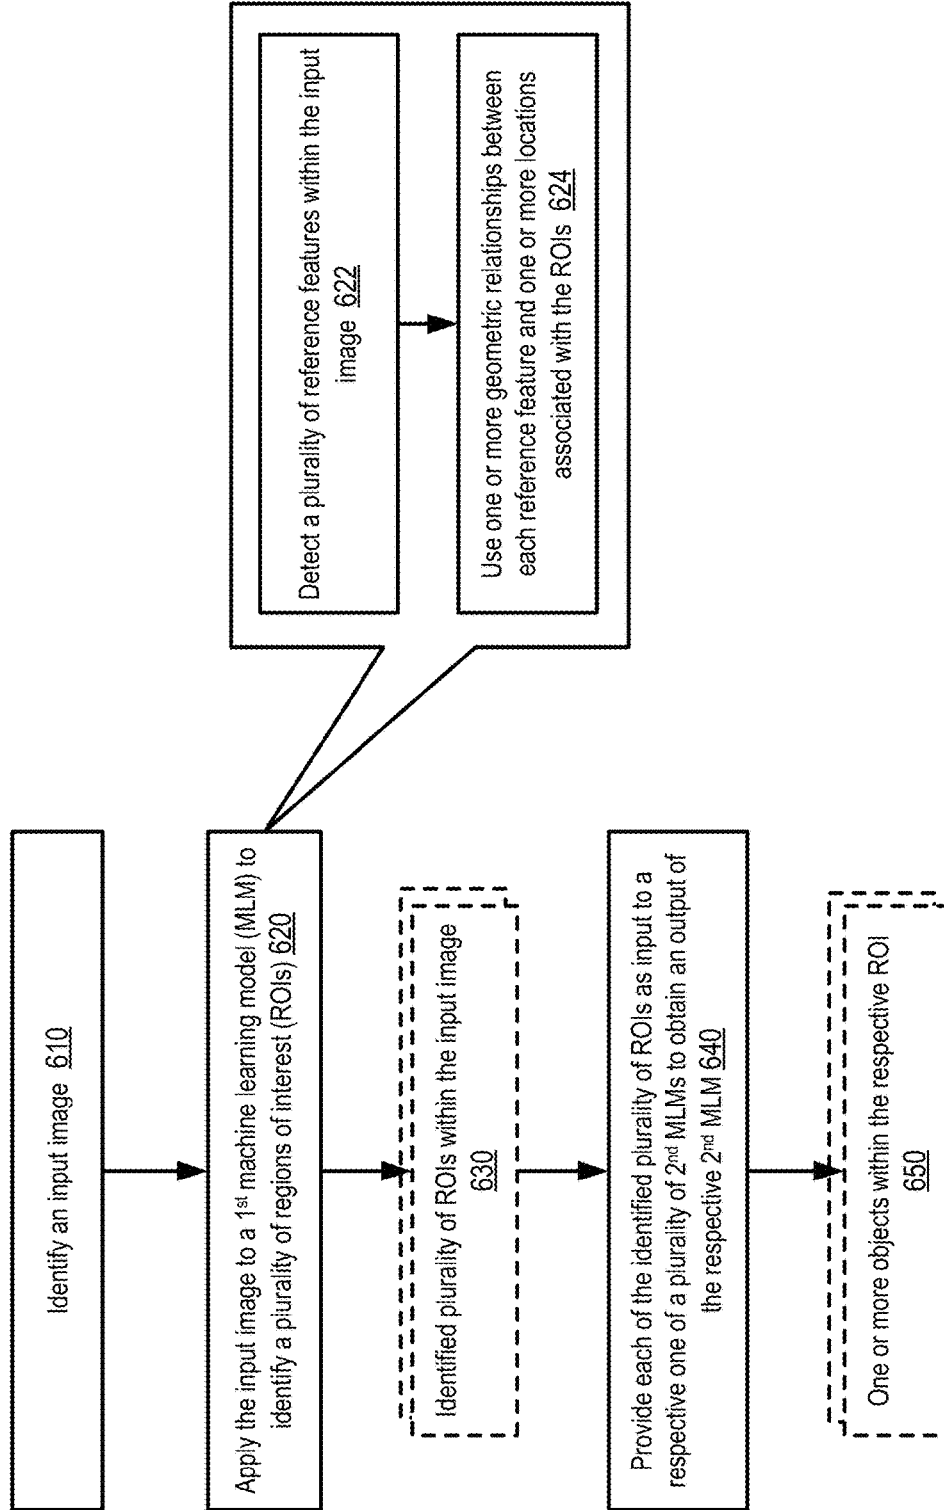 Identify an input image 610
Apply the input image to a 1st machine learning model (MLM) to
identify a plurality of regions of interest (ROIs) 620
Detect a plurality of reference features within the input
image 622
Use one or more geometric relationships between
each reference feature and one or more locations
associated with the ROIs 624
Identified plurality of ROIs within the input image
630
Provide each of the identified plurality of ROIs as input to a
respective one of a plurality of 2nd MLMs to obtain an output of
the respective 2nd MLM 640
One or more objects within the respective ROI
650